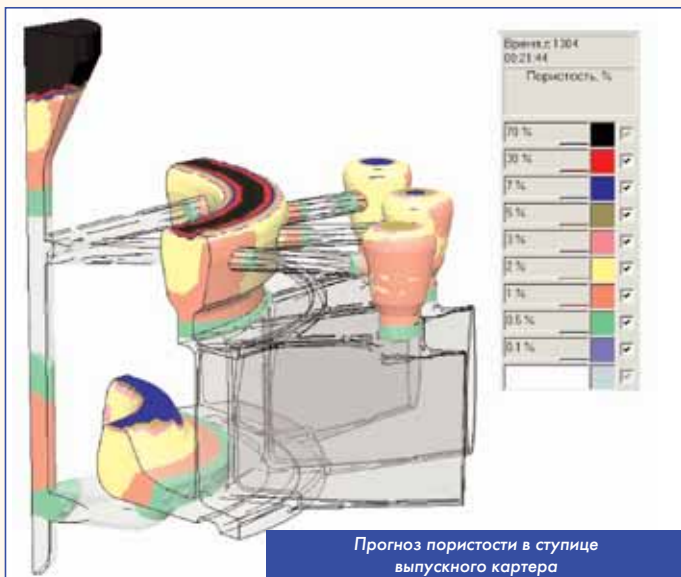 Время,с 1304
00:21:44
Пористость, %
70 %
30 %
7 %
5 %
3 %
2 %
1 %
0.5 %
0.1 %
Прогноз пористости в ступице
выпускного картера